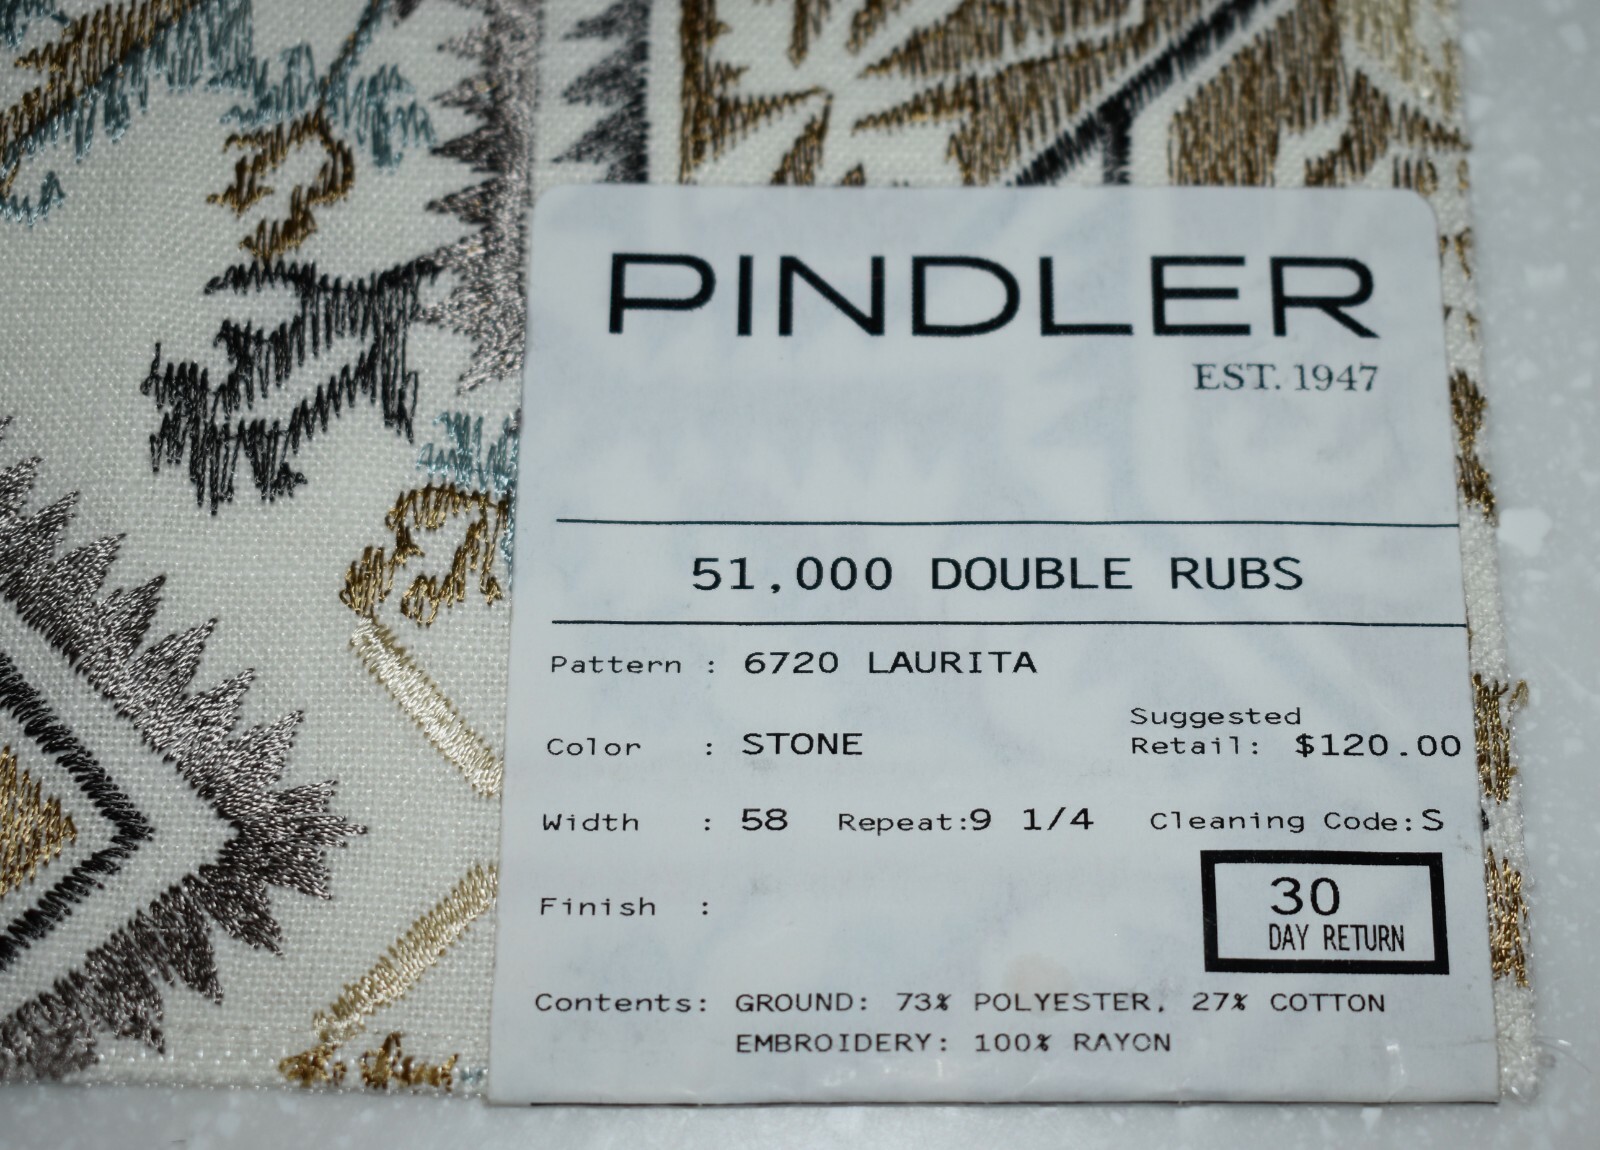 PINDLER
EST. 1947
51,000 DOUBLE RUBS
Pattern : 6720 LAURITA
Color : STONE
Suggested
Retail: $120.00
Width : 58 Repeat:9 1/4 Cleaning Code:S
Finish :
30
DAY RETURN
Contents: GROUND: 73% POLYESTER, 27% COTTON
EMBROIDERY: 100% RAYON